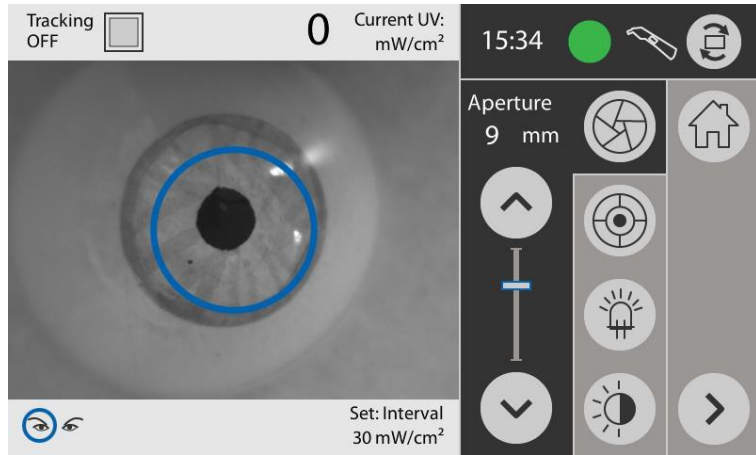 Tracking
OFF
0
Current UV:
mW/cm²
15:34
Aperture
9 mm
Set: Interval
30 mW/cm²